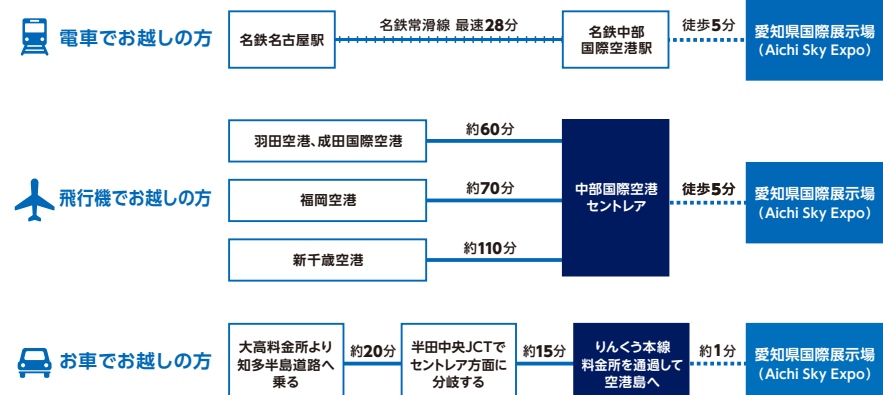 電車でお越しの方
名鉄名古屋駅
名鉄常滑線 最速28分
名鉄中部
国際空港駅
徒歩5分
愛知県国際展示場
(Aichi Sky Expo)
飛行機でお越しの方
羽田空港、成田国際空港
約60分
福岡空港
約70分
新千歳空港
約110分
中部国際空港
セントレア
徒歩5分
愛知県国際展示場
(Aichi Sky Expo)
お車でお越しの方
大高料金所より
知多半島道路へ
乗る
約20分
半田中央JCTで
セントレア方面に
分岐する
約15分
りんくう本線
料金所を通過して
空港島へ
約1分
愛知県国際展示場
(Aichi Sky Expo)